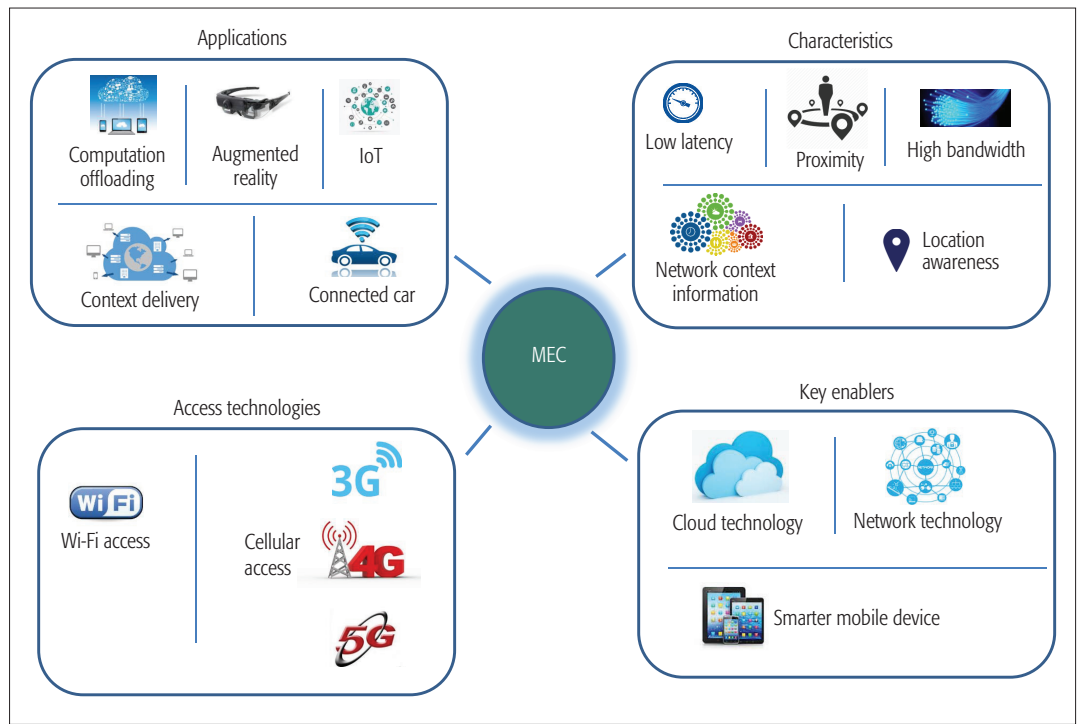 Applications
Computation
offloading
Augmented
reality
IoT
Context delivery
Connected car
Characteristics
Low latency
Proximity
High bandwidth
Network context
information
Location
awareness
MEC
Access technologies
Wi Fi
Wi-Fi access
Cellular
access
3G
4G
5G
Key enablers
Cloud technology
Network technology
Smarter mobile device